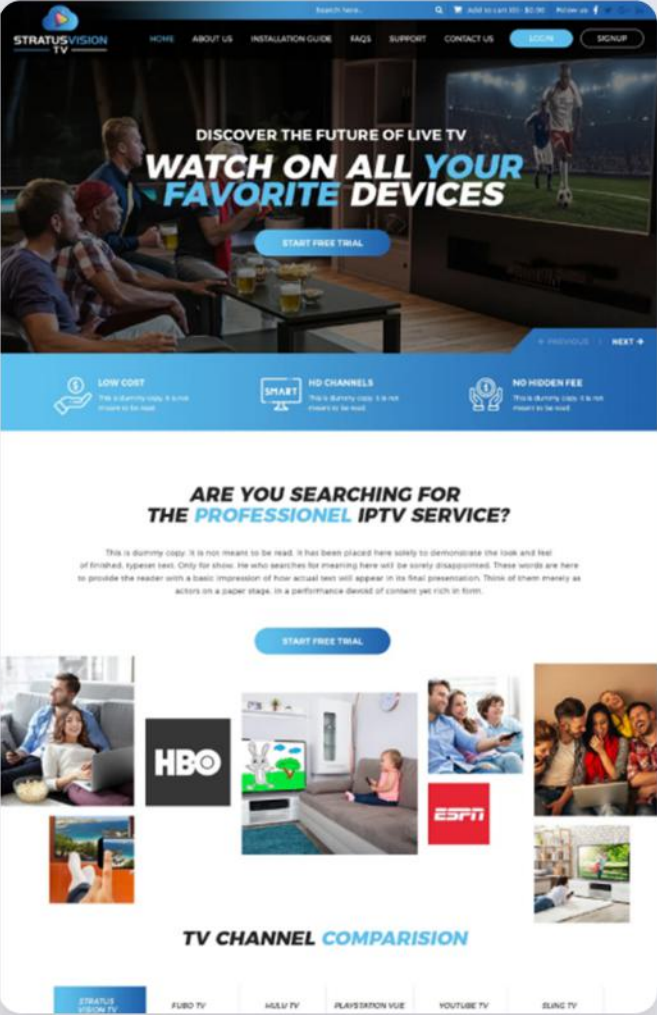 Search here...
Add to cart (0) - $0.00
Follow us
STRATUSVISION
TV
HOME
ABOUT US
INSTALLATION GUIDE
FAQS
SUPPORT
CONTACT US
LOGIN
SIGNUP
DISCOVER THE FUTURE OF LIVE TV
WATCH ON ALL YOUR
FAVORITE DEVICES
START FREE TRIAL
PREVIOUS
NEXT
LOW COST
This is dummy copy. It is not
meant to be read.
SMART
HD CHANNELS
This is dummy copy. It is not
meant to be read.
NO HIDDEN FEE
This is dummy copy. It is not
meant to be read.
ARE YOU SEARCHING FOR
THE PROFESSIONEL IPTV SERVICE?
This is dummy copy. It is not meant to be read. It has been placed here solely to demonstrate the look and feel
of finished, typeset text. Only for show. He who searches for meaning here will be sorely disappointed. These words are here
to provide the reader with a basic impression of how actual text will appear in its final presentation. Think of them merely as
actors on a paper stage, in a performance devoid of content yet rich in form.
START FREE TRIAL
HBO
ESPN
TV CHANNEL COMPARISION
STRATUS
VISION TV
FUBO TV
HULU TV
PLAYSTATION VUE
YOUTUBE TV
SLING TV